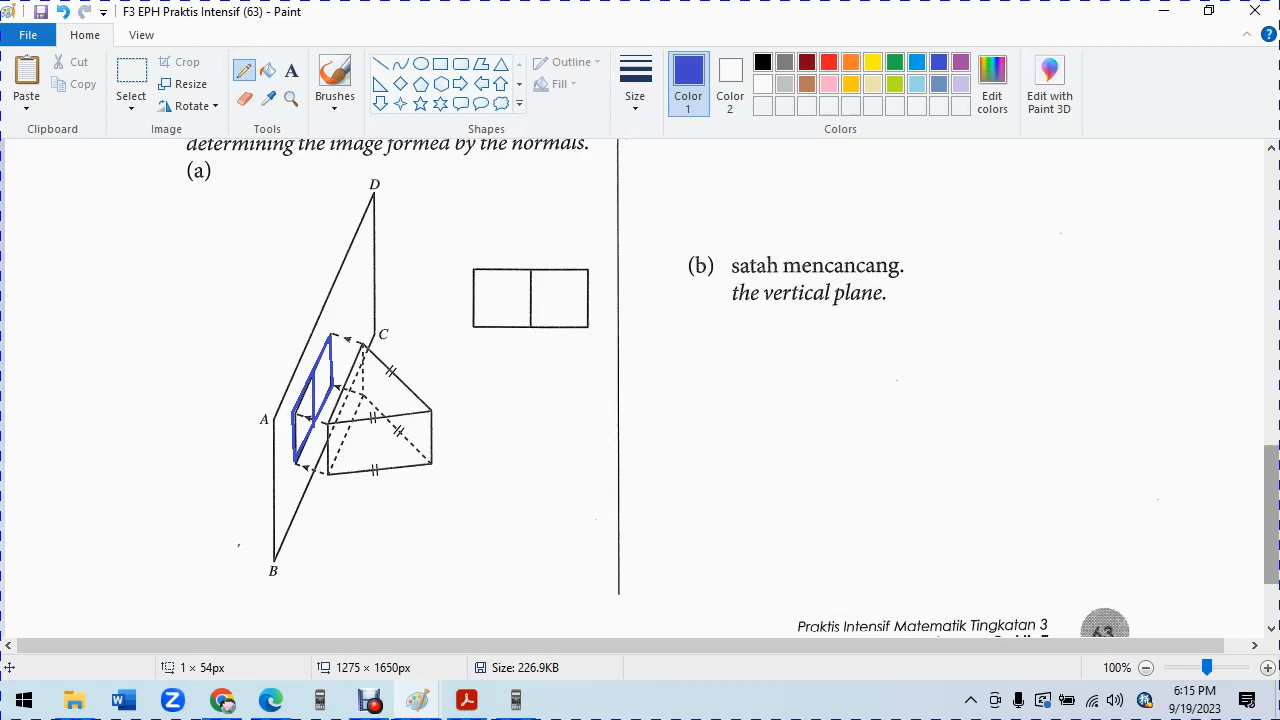 F3 EPH Praktis Intensif (63) - Paint
File Home View
Paste
Cut
Copy
Clipboard
Select
Crop
Resize
Rotate
Image
A
Tools
Brushes
Outline
Fill
Shapes
Size
Color
1
Color
2
Edit
colors
Colors
Edit with
Paint 3D
determining the image formed by the normals.
(a)
D
C
A
B
(b) satah mencancang.
the vertical plane.
Praktis Intensif Matematik Tingkatan 3
63
1 × 54px
1275 × 1650px
Size: 226.9KB
100%
6:15 PM
9/19/2023